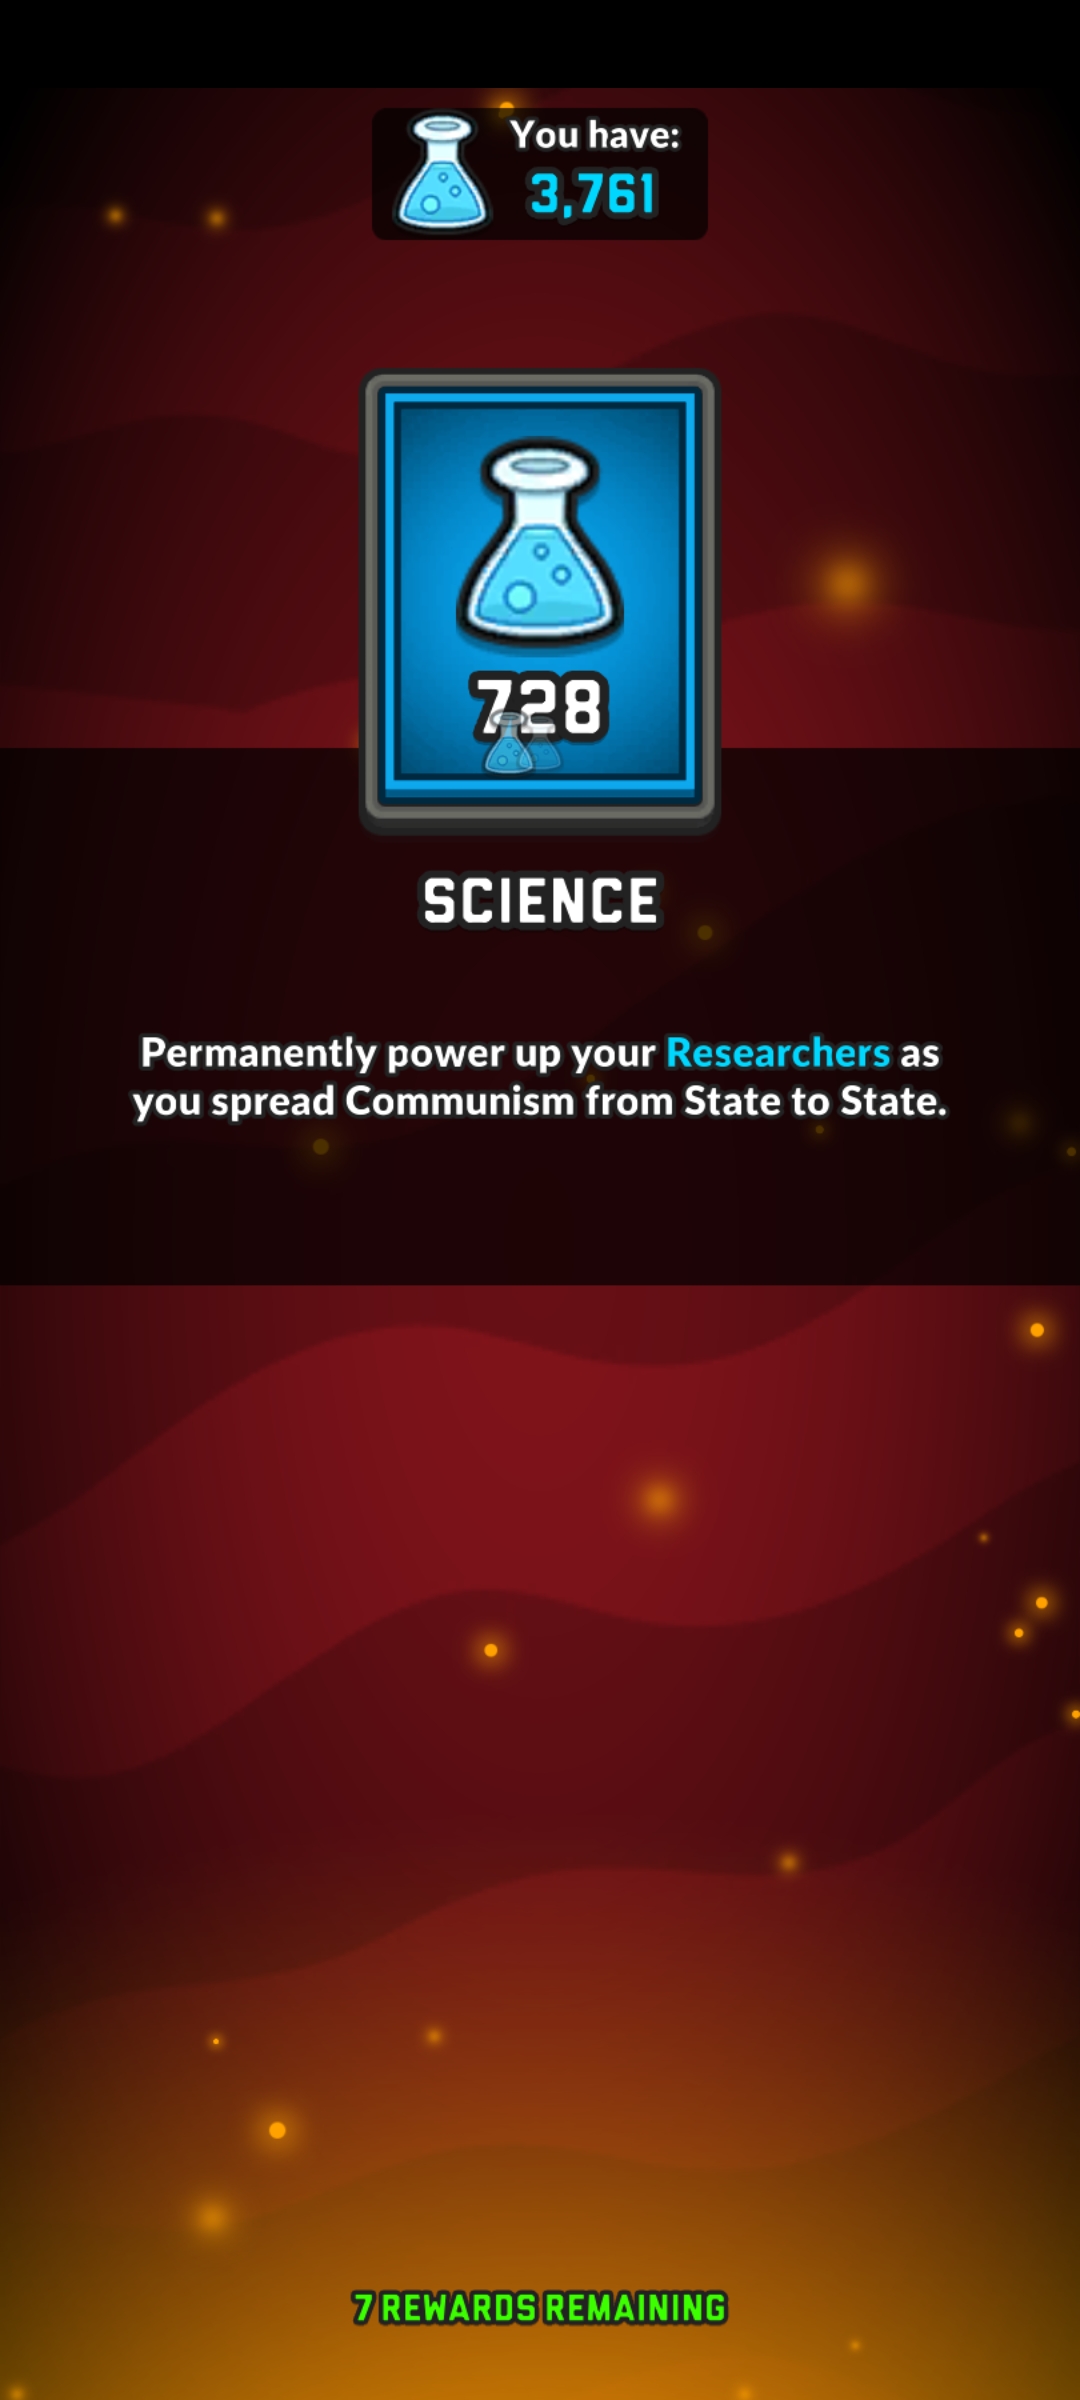 You have:
3,761
728
SCIENCE
Permanently power up your Researchers as
you spread Communism from State to State.
7 REWARDS REMAINING